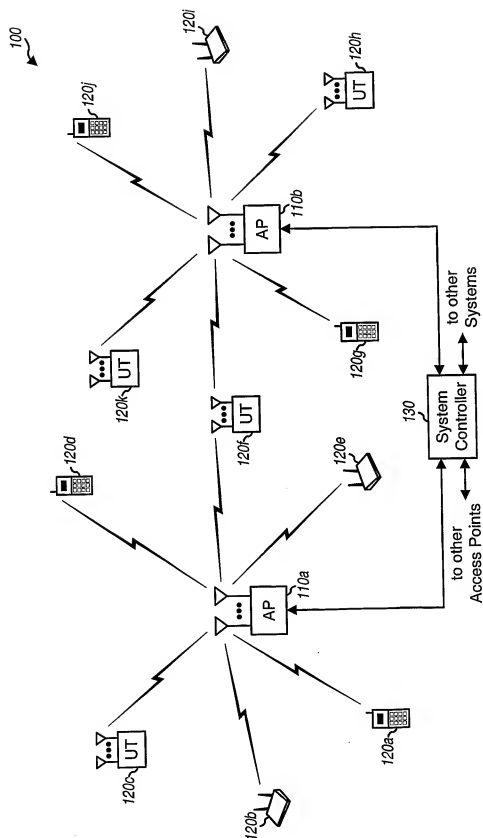 100
120j
120i
120d
120k
UT
120h
UT
120c
UT
120f
UT
110b
AP
120g
120e
110a
AP
120b
120a
130
System
Controller
to other
Systems
to other
Access Points